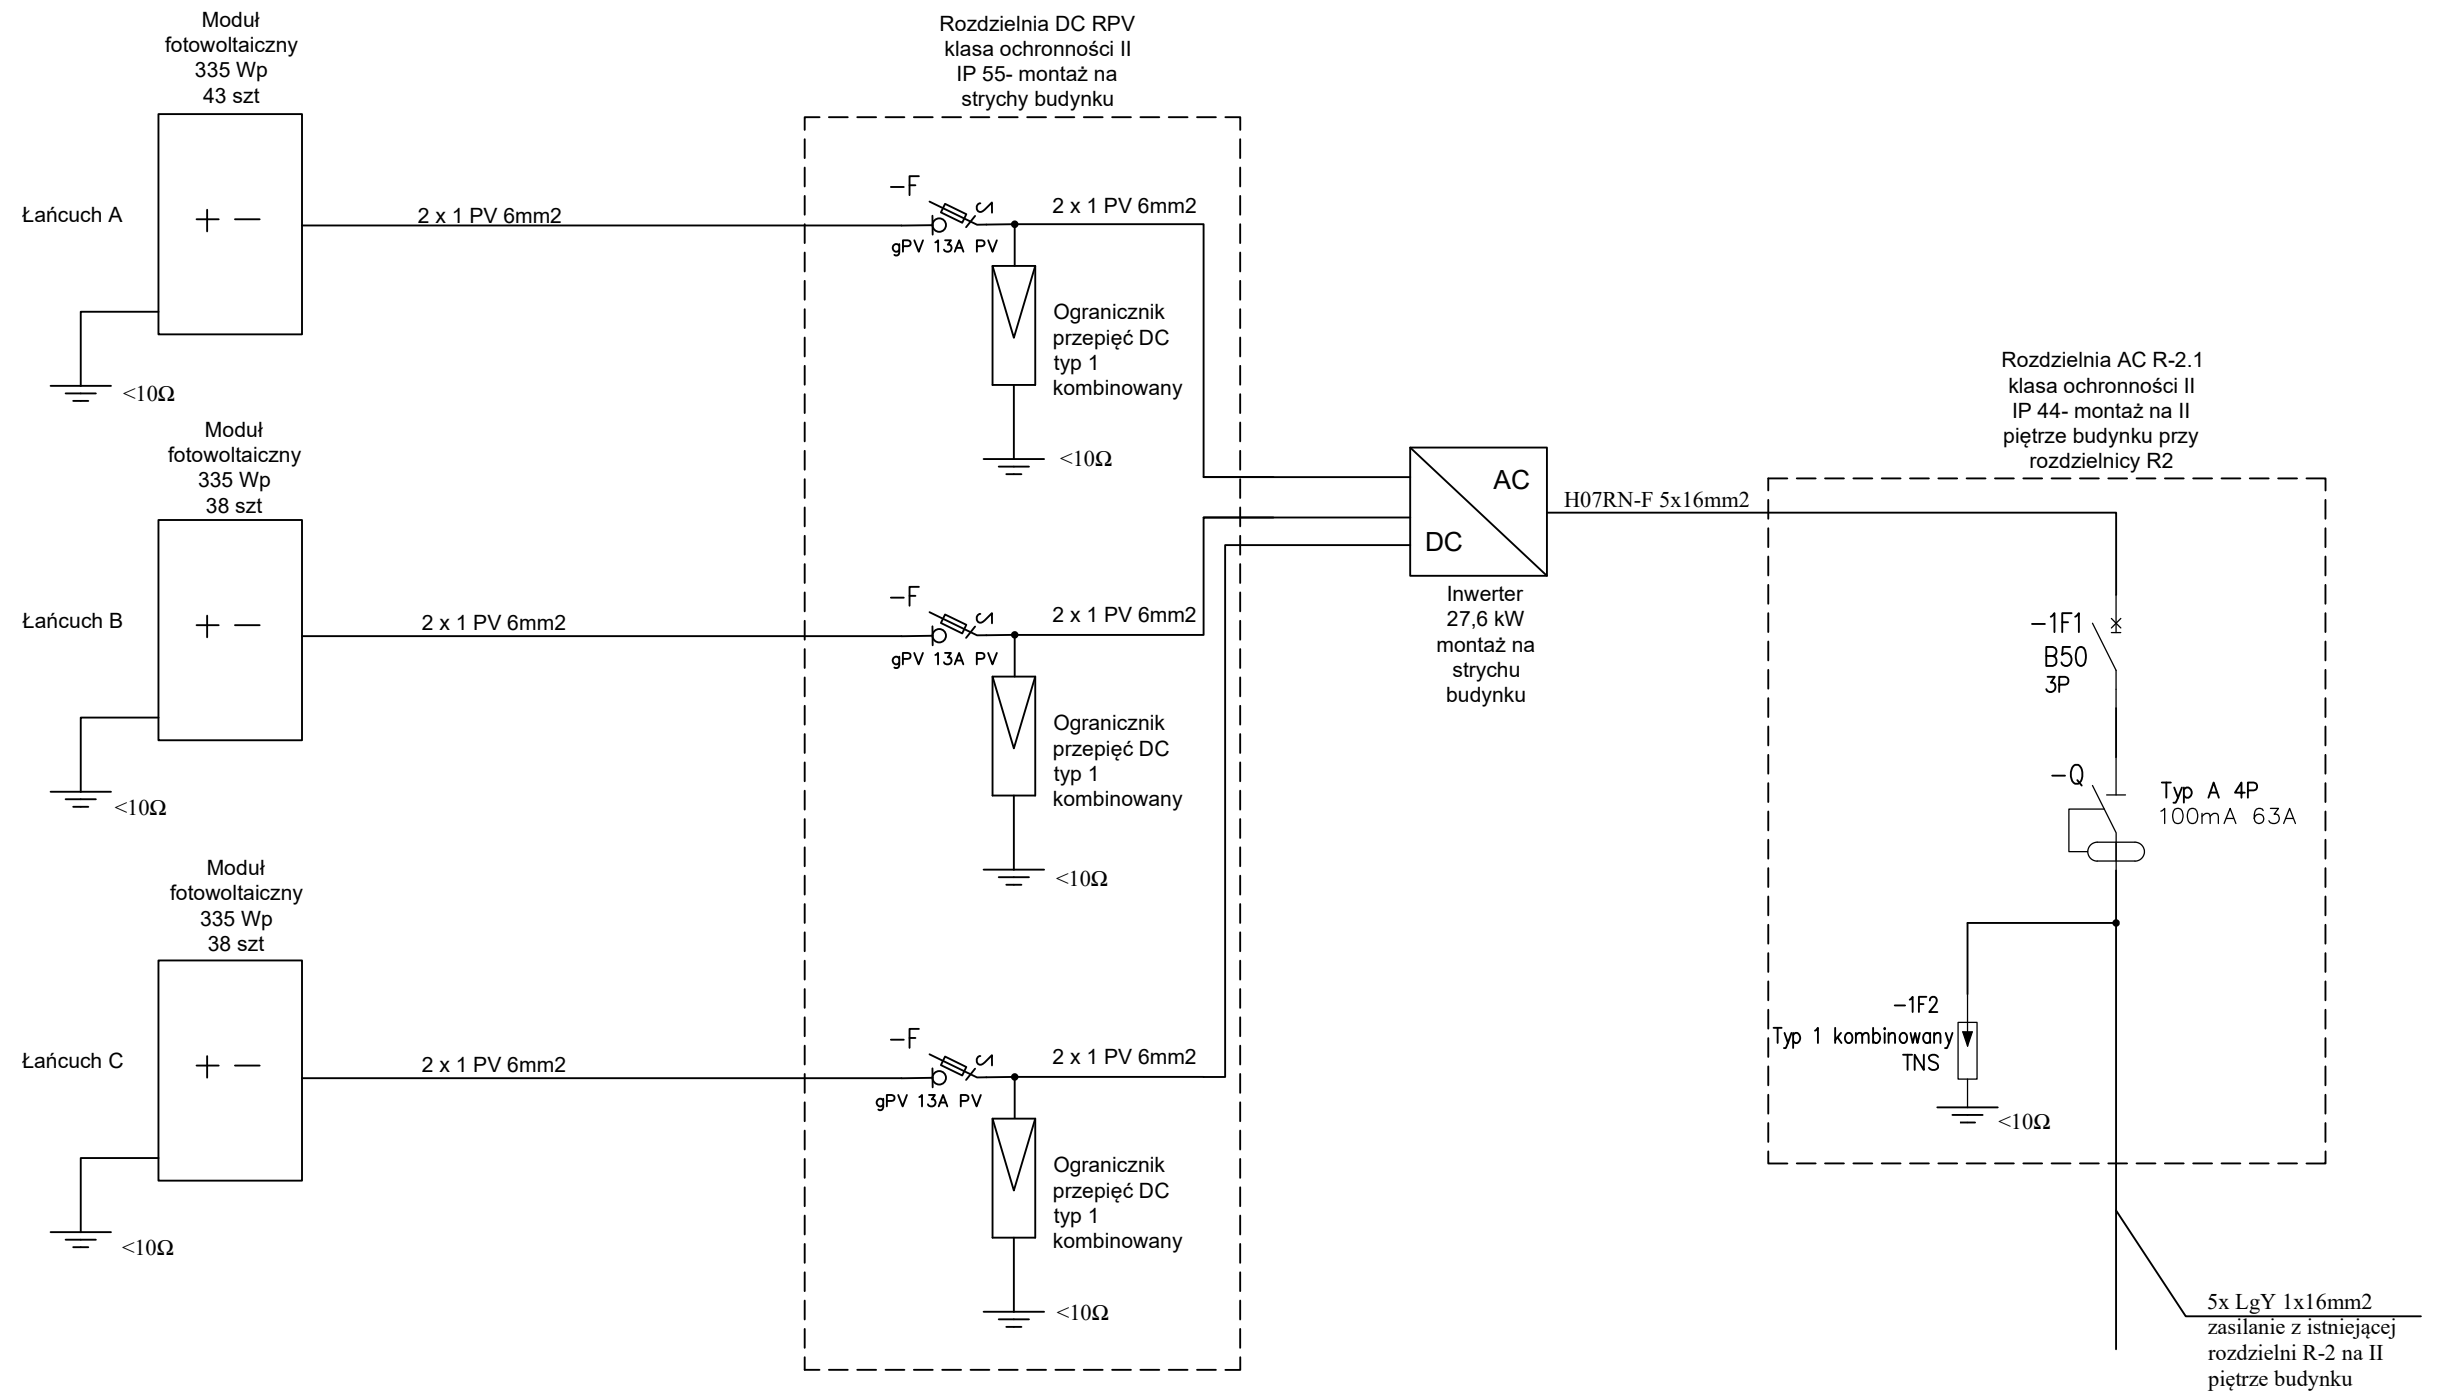 Moduł
fotowoltaiczny
335 Wp
43 szt
Łańcuch A
+ −
2 x 1 PV 6mm2
<10Ω
Moduł
fotowoltaiczny
335 Wp
38 szt
Łańcuch B
+ −
2 x 1 PV 6mm2
<10Ω
Moduł
fotowoltaiczny
335 Wp
38 szt
Łańcuch C
+ −
2 x 1 PV 6mm2
<10Ω
Rozdzielnia DC RPV
klasa ochronności II
IP 55- montaż na
strychy budynku
−F
gPV 13A PV
2 x 1 PV 6mm2
Ogranicznik
przepięć DC
typ 1
kombinowany
<10Ω
−F
gPV 13A PV
2 x 1 PV 6mm2
Ogranicznik
przepięć DC
typ 1
kombinowany
<10Ω
−F
gPV 13A PV
2 x 1 PV 6mm2
Ogranicznik
przepięć DC
typ 1
kombinowany
<10Ω
AC
DC
Inwerter
27,6 kW
montaż na
strychu
budynku
H07RN-F 5x16mm2
Rozdzielnia AC R-2.1
klasa ochronności II
IP 44- montaż na II
piętrze budynku przy
rozdzielnicy R2
−1F1
B50
3P
−Q
Typ A 4P
100mA 63A
−1F2
Typ 1 kombinowany
TNS
<10Ω
5x LgY 1x16mm2
zasilanie z istniejącej
rozdzielni R-2 na II
piętrze budynku